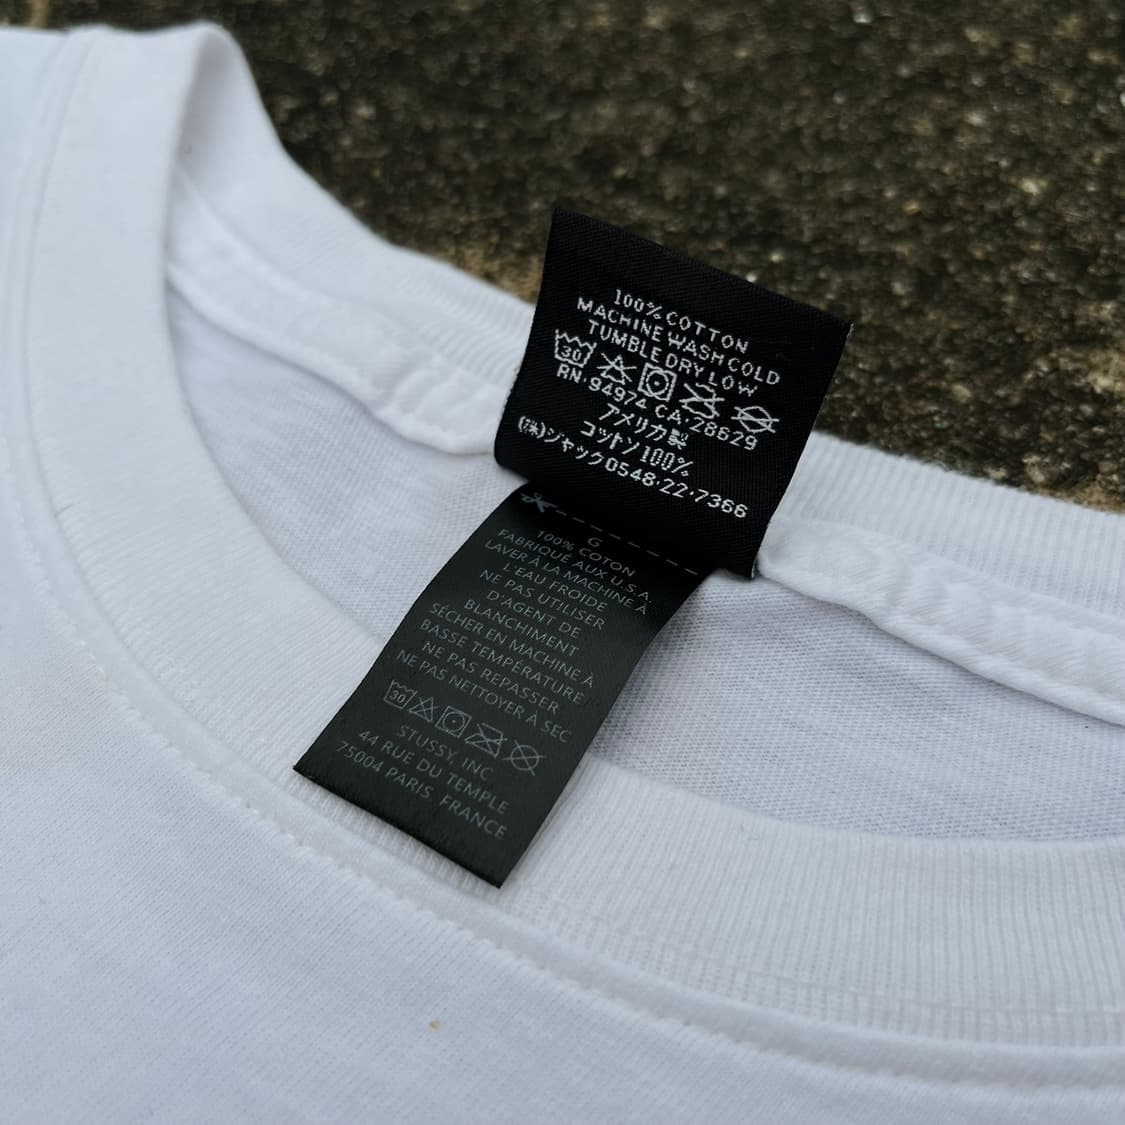 100% COTTON
MACHINE WASH COLD
TUMBLE DRY LOW
30
RN·94974 CA·28629
アメリカ製
コットン100%
(株)ジャック0548·22·7366
G
100% COTON
FABRIQUÉ AUX U.S.A.
LAVER À LA MACHINE À
L'EAU FROIDE
NE PAS UTILISER
D'AGENT DE
BLANCHIMENT
SÉCHER EN MACHINE À
BASSE TEMPÉRATURE
NE PAS REPASSER
NE PAS NETTOYER À SEC
30
STUSSY, INC
44 RUE DU TEMPLE
75004 PARIS, FRANCE